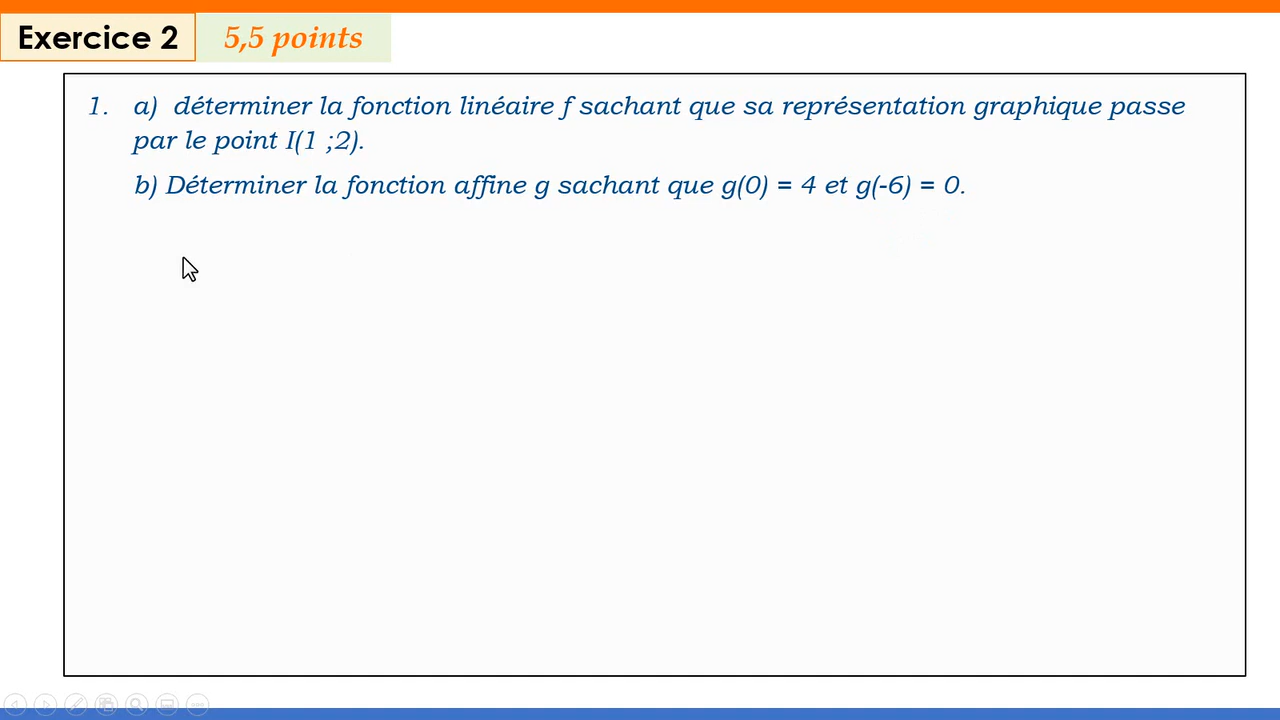 Exercice 2
5,5 points
1. a) déterminer la fonction linéaire f sachant que sa représentation graphique passe
par le point I(1 ;2).
b) Déterminer la fonction affine g sachant que g(0) = 4 et g(-6) = 0.